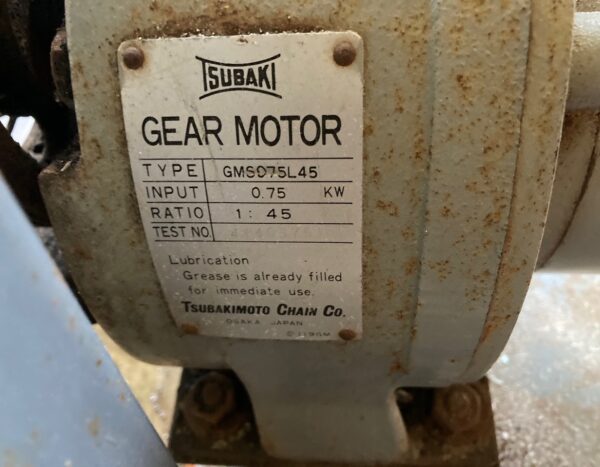 TSUBAKI
GEAR MOTOR
TYPE GMS075L45
INPUT 0.75 KW
RATIO 1:45
TEST NO.
Lubrication
Grease is already filled
for immediate use.
TSUBAKIMOTO CHAIN CO.
OSAKA JAPAN